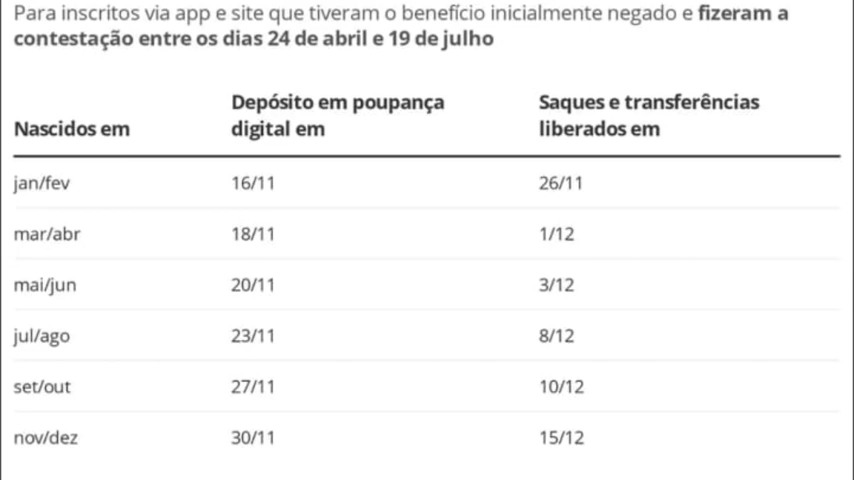 Para inscritos via app e site que tiveram o benefício inicialmente negado e fizeram a
contestação entre os dias 24 de abril e 19 de julho
Nascidos em Depósito em poupança digital em Saques e transferências liberados em
jan/fev 16/11 26/11
mar/abr 18/11 1/12
mai/jun 20/11 3/12
jul/ago 23/11 8/12
set/out 27/11 10/12
nov/dez 30/11 15/12